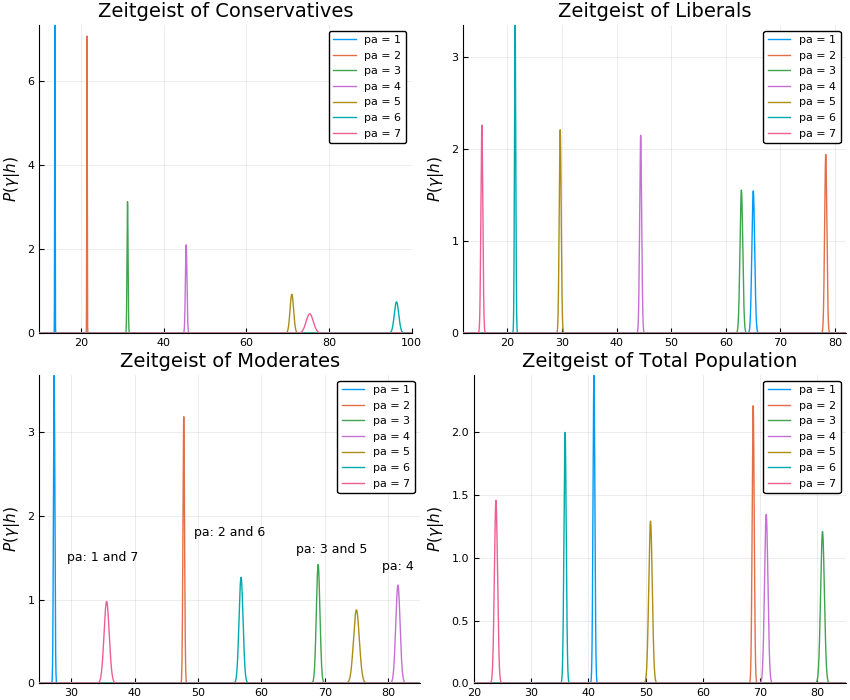 Zeitgeist of Conservatives
P(γ|h)
6
4
2
0
20 40 60 80 100
pa = 1
pa = 2
pa = 3
pa = 4
pa = 5
pa = 6
pa = 7
Zeitgeist of Liberals
P(γ|h)
3
2
1
0
20 30 40 50 60 70 80
pa = 1
pa = 2
pa = 3
pa = 4
pa = 5
pa = 6
pa = 7
Zeitgeist of Moderates
P(γ|h)
3
2
1
0
30 40 50 60 70 80
pa = 1
pa = 2
pa = 3
pa = 4
pa = 5
pa = 6
pa = 7
pa: 2 and 6
pa: 3 and 5
pa: 1 and 7
pa: 4
Zeitgeist of Total Population
P(γ|h)
2.0
1.5
1.0
0.5
0.0
20 30 40 50 60 70 80
pa = 1
pa = 2
pa = 3
pa = 4
pa = 5
pa = 6
pa = 7